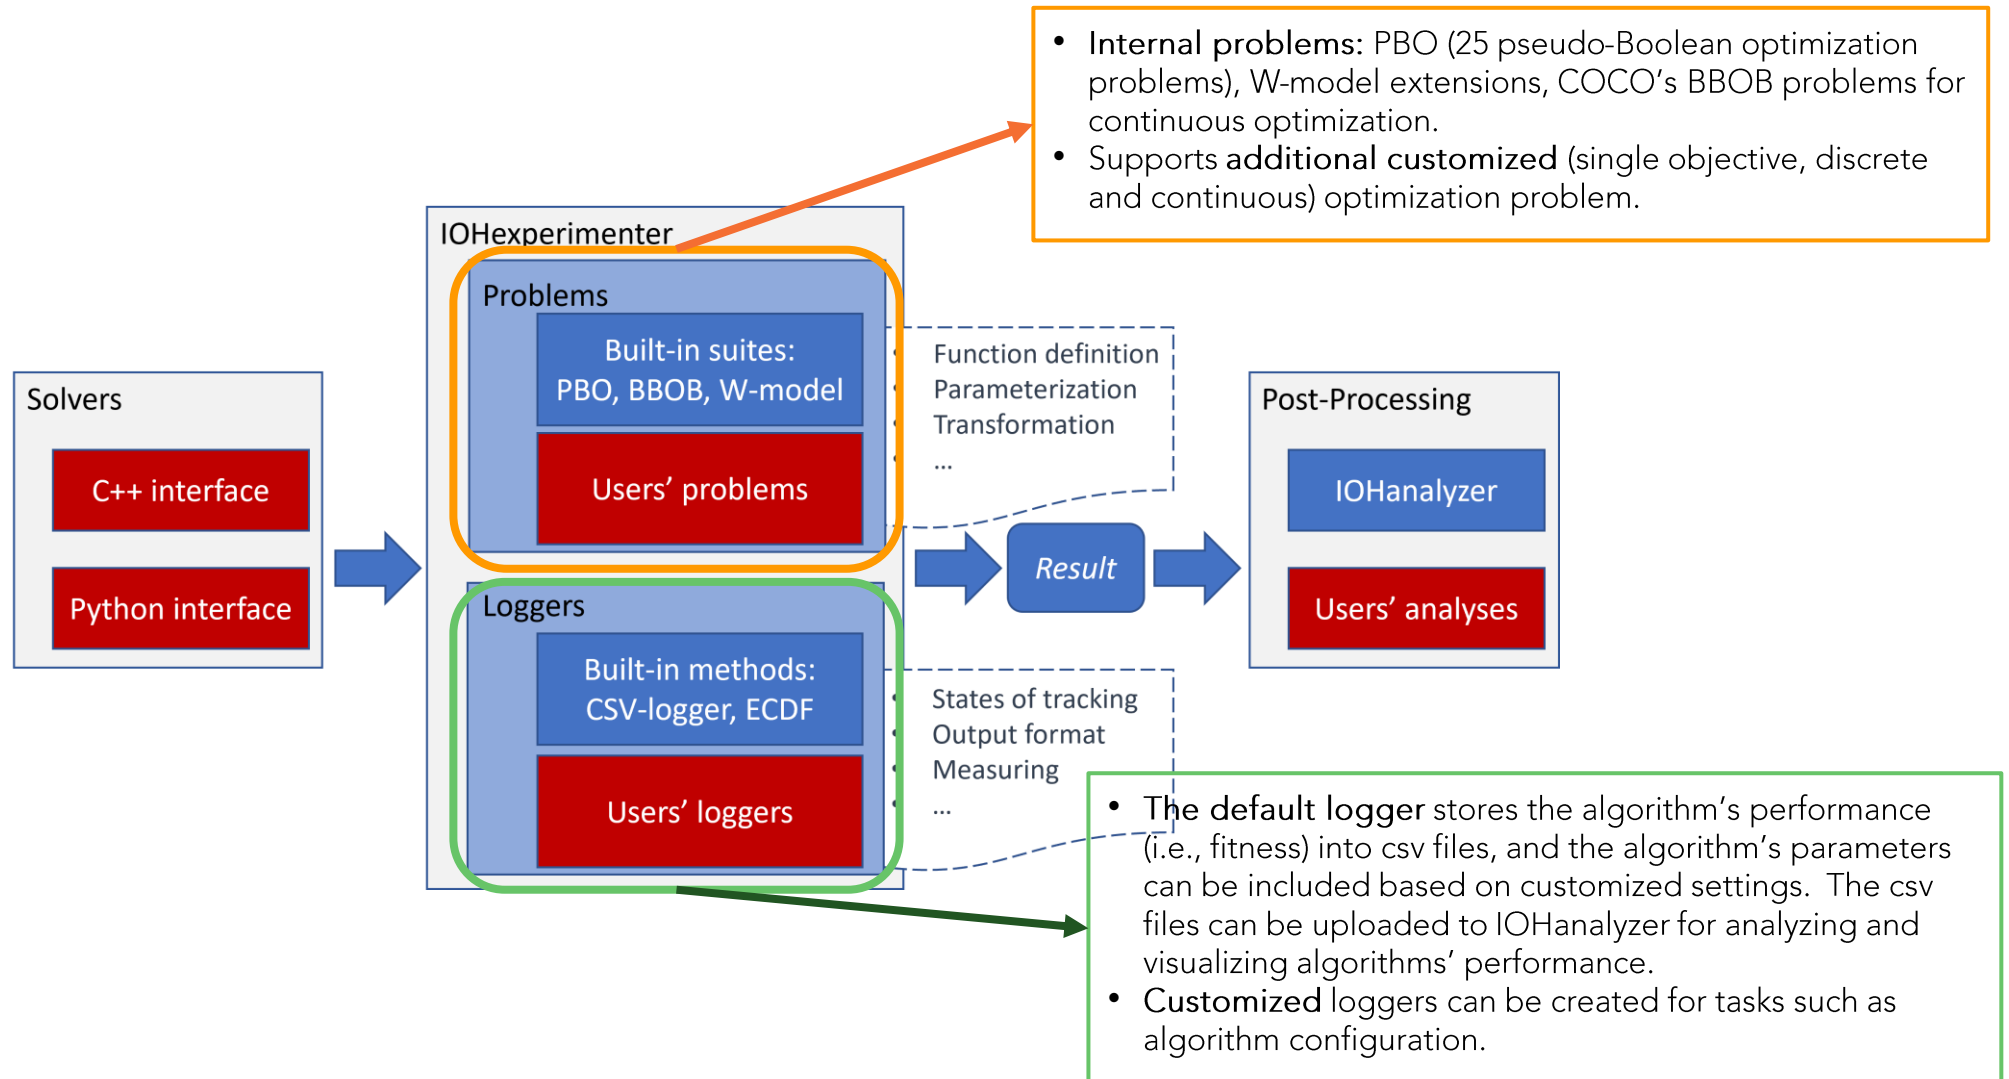 • Internal problems: PBO (25 pseudo-Boolean optimization
problems), W-model extensions, COCO's BBOB problems for
continuous optimization.
• Supports additional customized (single objective, discrete
and continuous) optimization problem.
IOHexperimenter
Problems
Built-in suites:
PBO, BBOB, W-model
Users' problems
• Function definition
• Parameterization
• Transformation
• ...
Solvers
C++ interface
Python interface
Result
Post-Processing
IOHanalyzer
Users' analyses
Loggers
Built-in methods:
CSV-logger, ECDF
Users' loggers
• States of tracking
• Output format
• Measuring
• ...
• The default logger stores the algorithm's performance
(i.e., fitness) into csv files, and the algorithm's parameters
can be included based on customized settings.  The csv
files can be uploaded to IOHanalyzer for analyzing and
visualizing algorithms' performance.
• Customized loggers can be created for tasks such as
algorithm configuration.